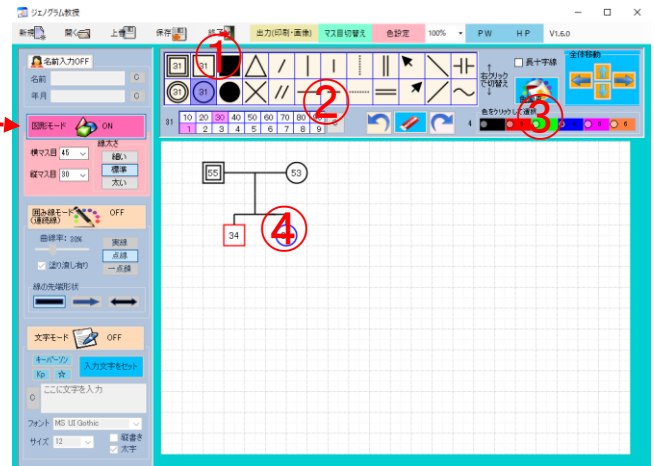 ジェノグラム教授
新規 開く 上書 保存 終了 出力(印刷・画像) マス目切替え 色設定 100% PW HP V1.6.0
名前入力OFF
名前 C
年月 C
図形モード ON
横マス目 45
縦マス目 30
線太さ
細い
標準
太い
囲み線モード
(連続線)
OFF
曲線率: 30%
塗り潰し有り
実線
点線
一点線
線の先端形状
文字モード OFF
キーパーソン
Kp ☆
入力文字をセット
C ここに文字を入力
フォント MS UI Gothic
サイズ 12
縦書き
太字
31 31
31 31
①
②
③
④
右クリック
で切替え
長十字線
全体移動
色をクリックして選択
31 10 20 30 40 50 60 70 80
1 2 3 4 5 6 7 8 9
4
55 53
34